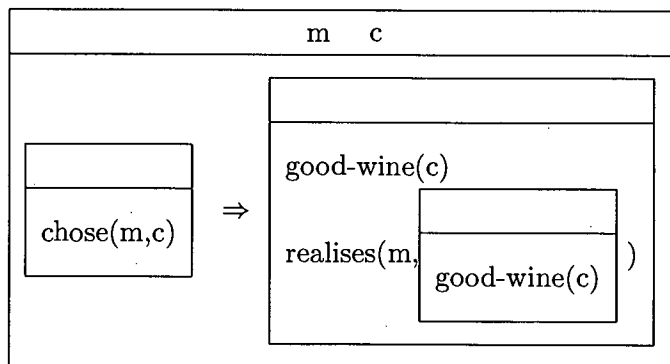 m c
good-wine(c)
chose(m,c) ⇒
realises(m, )
good-wine(c)